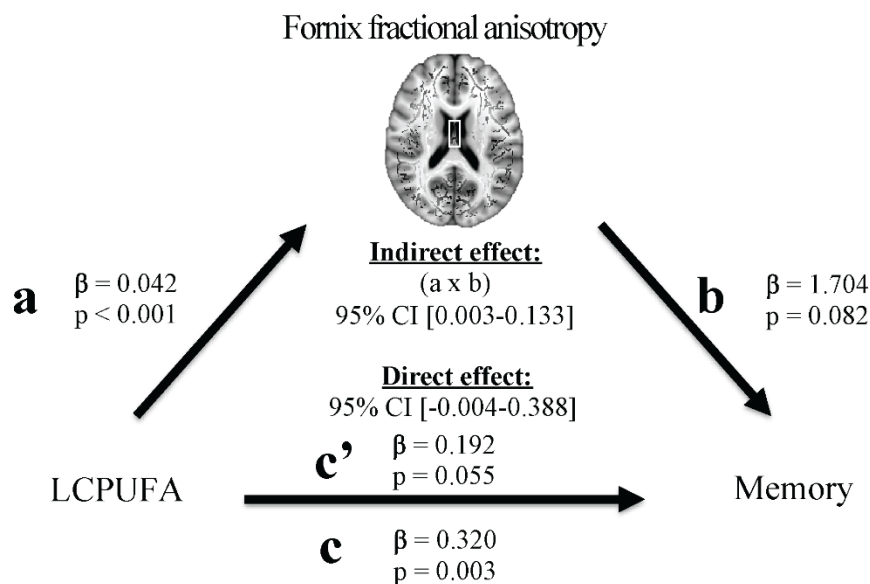 Fornix fractional anisotropy
Indirect effect:
(a x b)
95% CI [0.003-0.133]
a
β = 0.042
p < 0.001
b
β = 1.704
p = 0.082
Direct effect:
95% CI [-0.004-0.388]
c’
β = 0.192
p = 0.055
LCPUFA
Memory
c
β = 0.320
p = 0.003